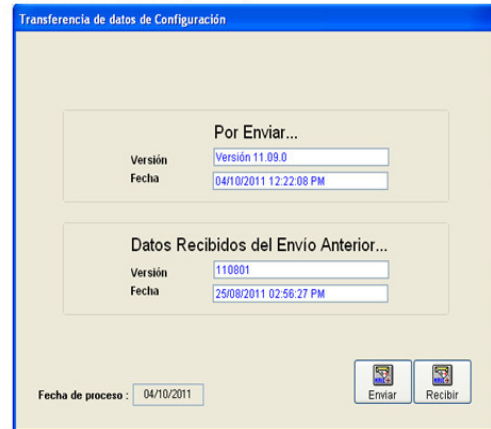 Transferencia de datos de Configuración
Por Enviar...
Versión Versión 11.09.0
Fecha 04/10/2011 12:22:08 PM
Datos Recibidos del Envío Anterior...
Versión 110801
Fecha 25/08/2011 02:56:27 PM
Fecha de proceso : 04/10/2011
Enviar Recibir